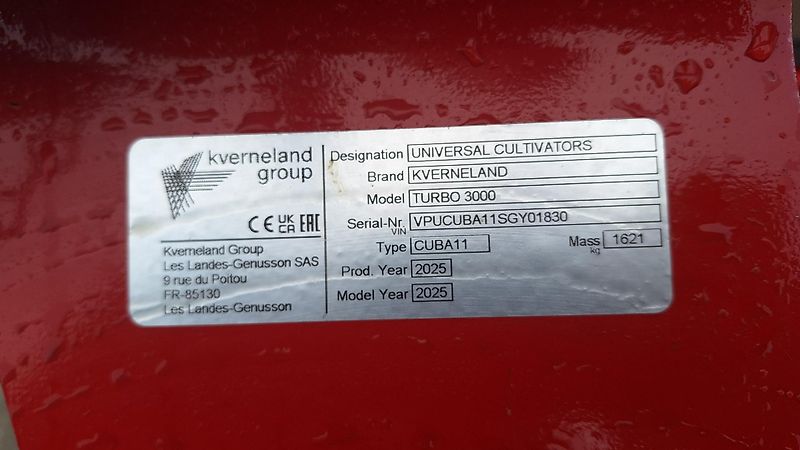 kverneland
group
CE UK CA EAC
Kverneland Group
Les Landes-Genusson SAS
9 rue du Poitou
FR-85130
Les Landes-Genusson
Designation UNIVERSAL CULTIVATORS
Brand KVERNELAND
Model TURBO 3000
Serial-Nr. VIN VPUCUBA11SGY01830
Type CUBA11 Mass kg 1621
Prod. Year 2025
Model Year 2025